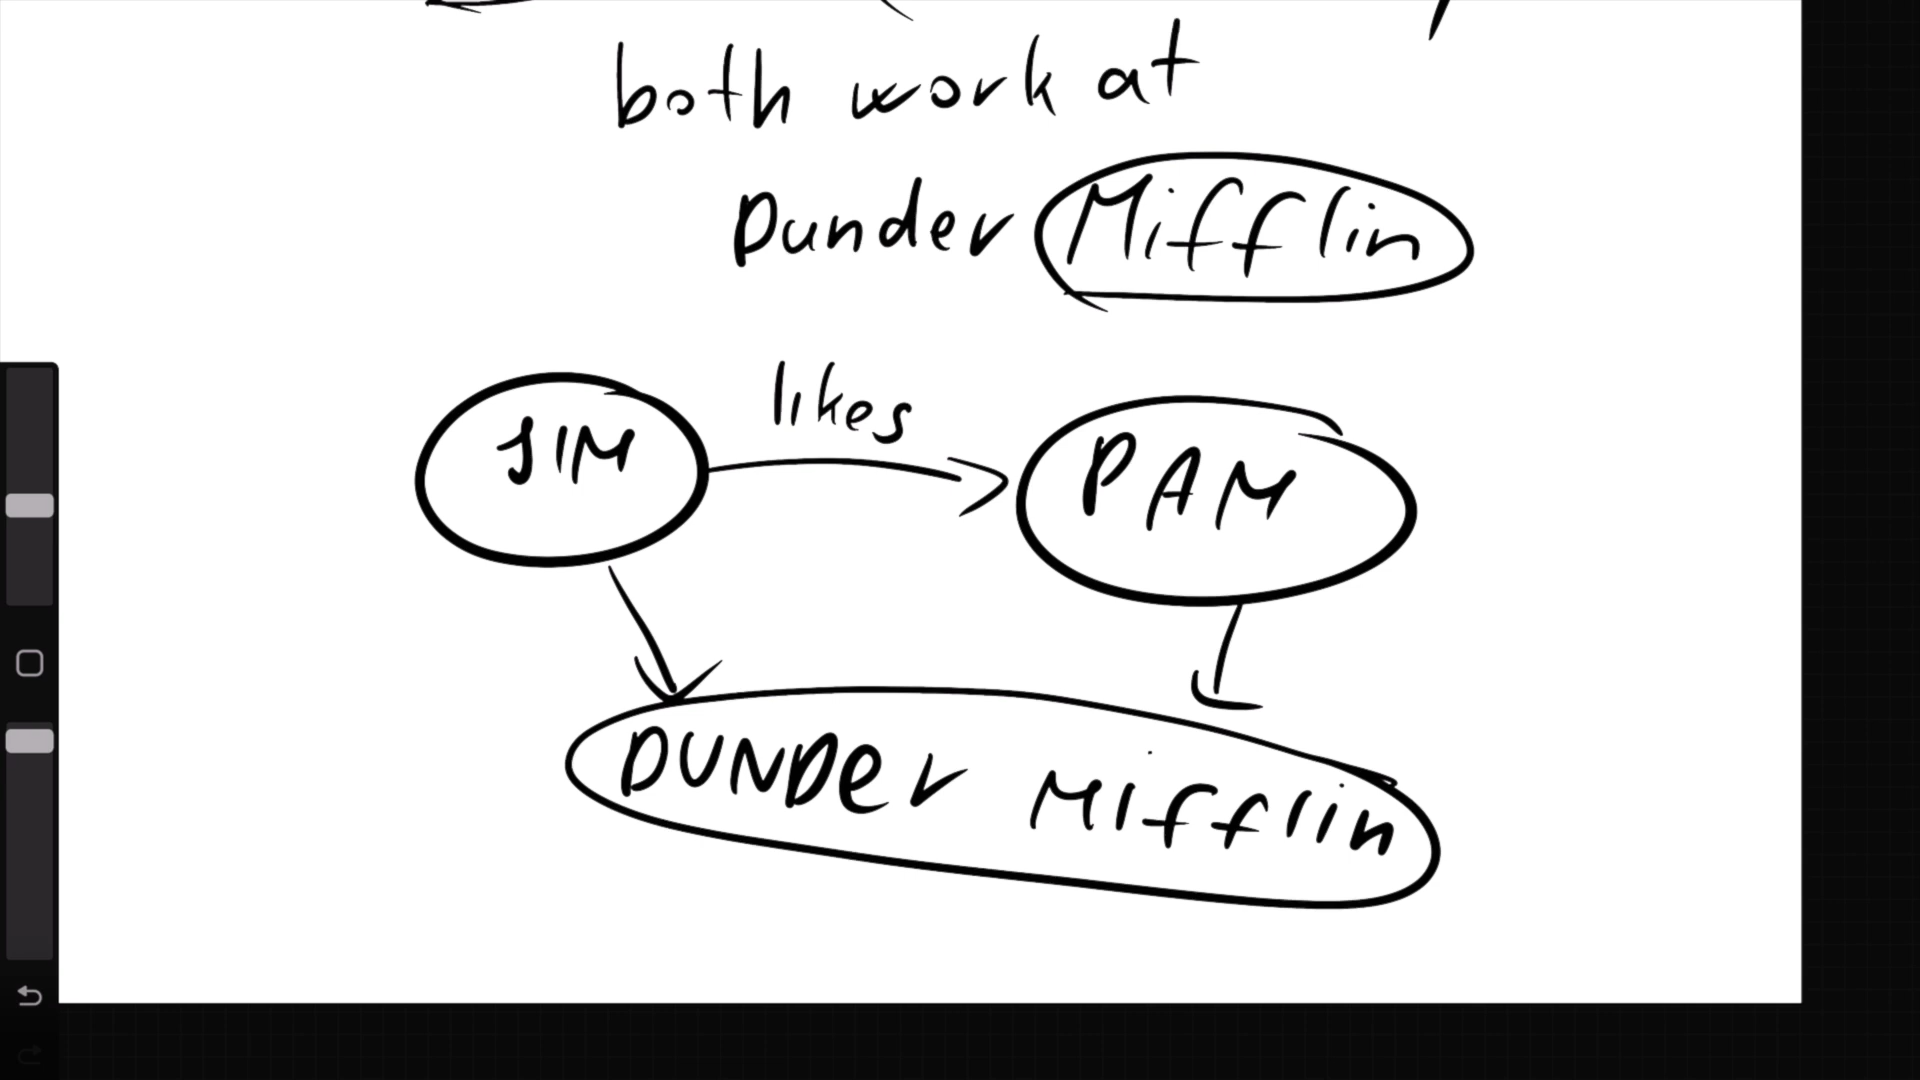 both work at
Dunder Mifflin
likes
JIM
PAM
DUNDer Mifflin